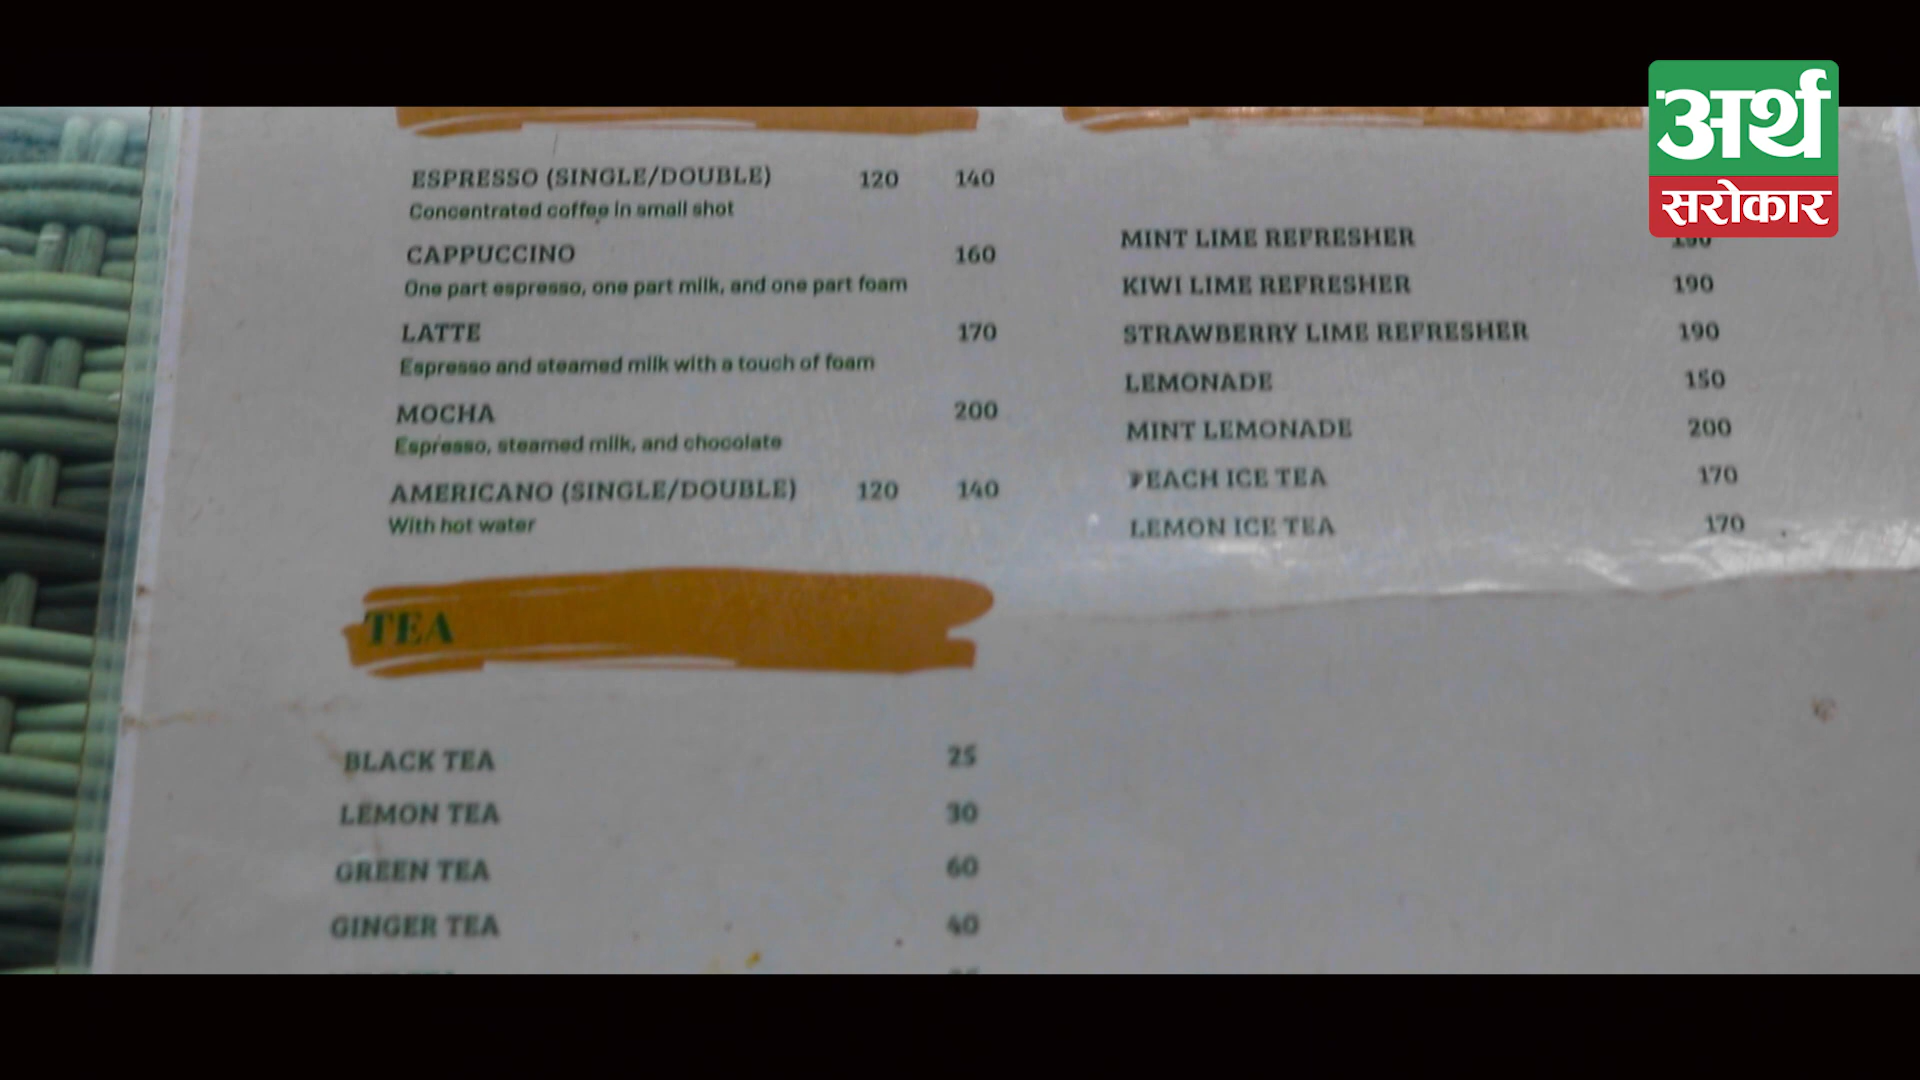 अर्थ
सरोकार
ESPRESSO (SINGLE/DOUBLE) 120 140
Concentrated coffee in small shot
CAPPUCCINO 160
One part espresso, one part milk, and one part foam
LATTE 170
Espresso and steamed milk with a touch of foam
MOCHA 200
Espresso, steamed milk, and chocolate
AMERICANO (SINGLE/DOUBLE) 120 140
With hot water
MINT LIME REFRESHER
KIWI LIME REFRESHER 190
STRAWBERRY LIME REFRESHER 190
LEMONADE 150
MINT LEMONADE 200
PEACH ICE TEA 170
LEMON ICE TEA 170
TEA
BLACK TEA 25
LEMON TEA 30
GREEN TEA 60
GINGER TEA 40